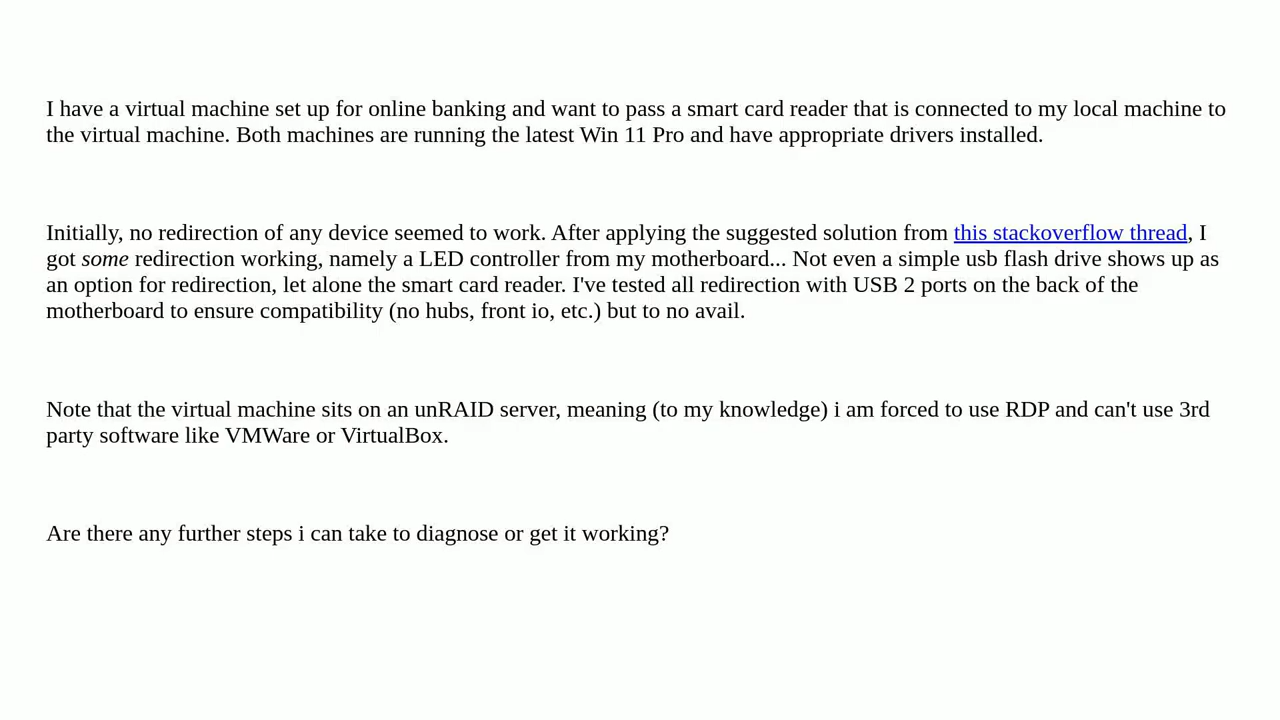 I have a virtual machine set up for online banking and want to pass a smart card reader that is connected to my local machine to
the virtual machine. Both machines are running the latest Win 11 Pro and have appropriate drivers installed.
Initially, no redirection of any device seemed to work. After applying the suggested solution from this stackoverflow thread, I
got some redirection working, namely a LED controller from my motherboard... Not even a simple usb flash drive shows up as
an option for redirection, let alone the smart card reader. I've tested all redirection with USB 2 ports on the back of the
motherboard to ensure compatibility (no hubs, front io, etc.) but to no avail.
Note that the virtual machine sits on an unRAID server, meaning (to my knowledge) i am forced to use RDP and can't use 3rd
party software like VMWare or VirtualBox.
Are there any further steps i can take to diagnose or get it working?